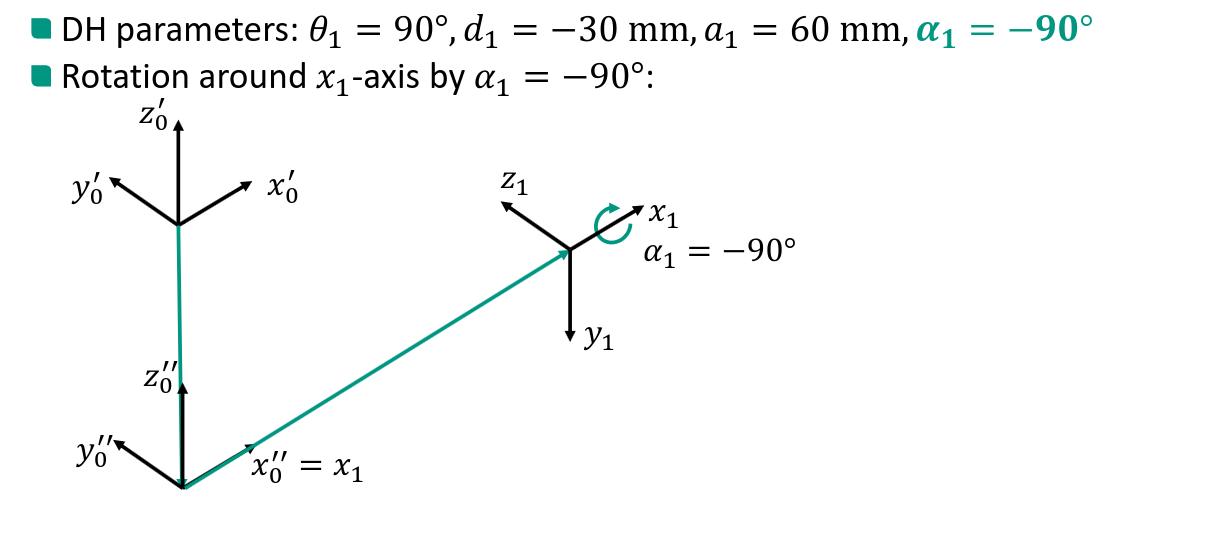 DH parameters: θ₁ = 90°, d₁ = −30 mm, a₁ = 60 mm, α₁ = −90°
Rotation around x₁-axis by α₁ = −90°:
z₀′
y₀′
x₀′
z₁
x₁
α₁ = −90°
y₁
z₀″
y₀″
x₀″ = x₁